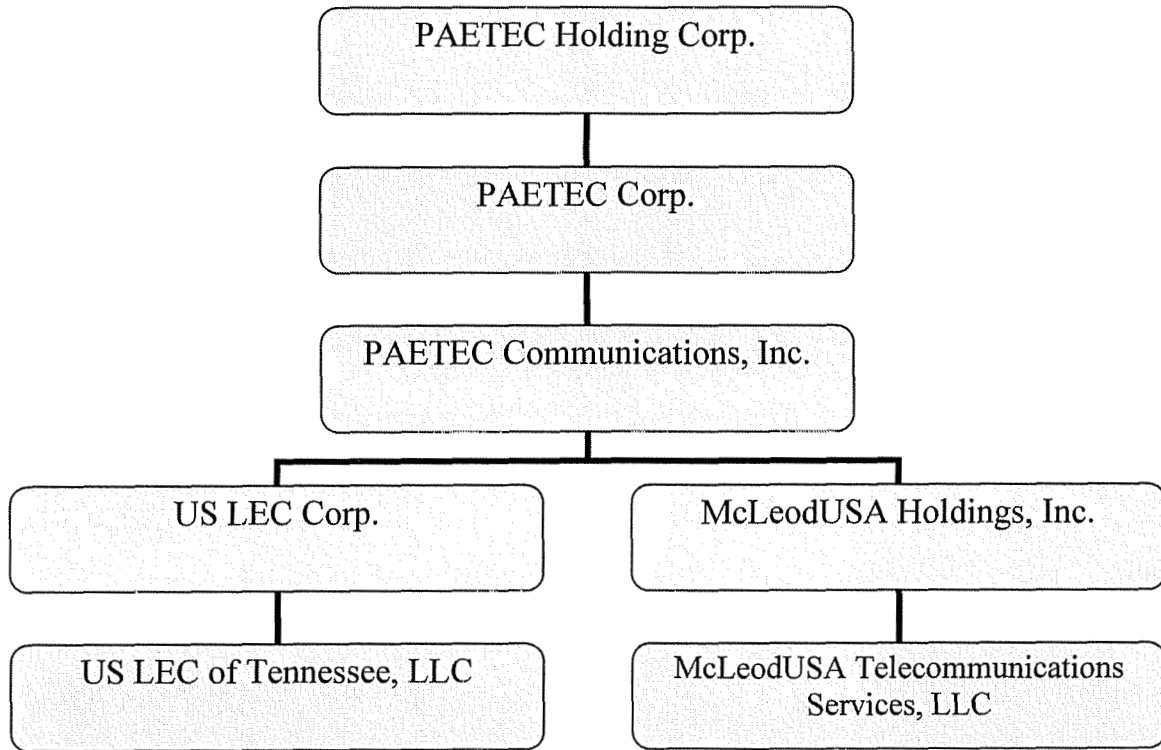 PAETEC Holding Corp.
PAETEC Corp.
PAETEC Communications, Inc.
US LEC Corp.
McLeodUSA Holdings, Inc.
US LEC of Tennessee, LLC
McLeodUSA Telecommunications
Services, LLC